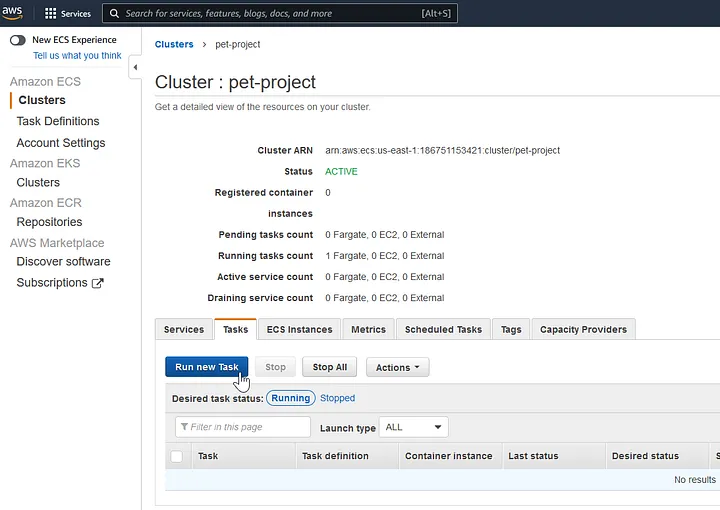 aws
Services
Search for services, features, blogs, docs, and more
[Alt+S]
New ECS Experience
Tell us what you think
Amazon ECS
Clusters
Task Definitions
Account Settings
Amazon EKS
Clusters
Amazon ECR
Repositories
AWS Marketplace
Discover software
Subscriptions
Clusters > pet-project
Cluster : pet-project
Get a detailed view of the resources on your cluster.
Cluster ARN arn:aws:ecs:us-east-1:186751153421:cluster/pet-project
Status ACTIVE
Registered container 0
instances
Pending tasks count 0 Fargate, 0 EC2, 0 External
Running tasks count 1 Fargate, 0 EC2, 0 External
Active service count 0 Fargate, 0 EC2, 0 External
Draining service count 0 Fargate, 0 EC2, 0 External
Services Tasks ECS Instances Metrics Scheduled Tasks Tags Capacity Providers
Run new Task Stop Stop All Actions
Desired task status: Running Stopped
Filter in this page Launch type ALL
Task Task definition Container instance Last status Desired status S
No results